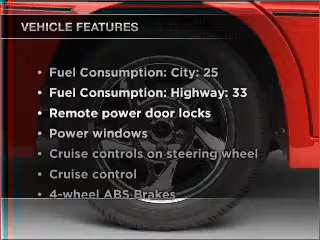 VEHICLE FEATURES
• Fuel Consumption: City: 25
• Fuel Consumption: Highway: 33
• Remote power door locks
• Power windows
• Cruise controls on steering wheel
• Cruise control
• 4-wheel ABS Brakes